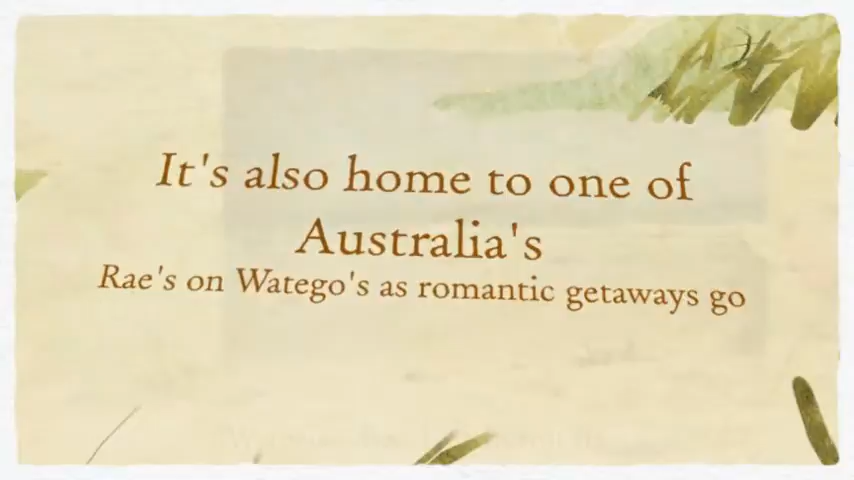 It's also home to one of
Australia's
Rae's on Watego's as romantic getaways go